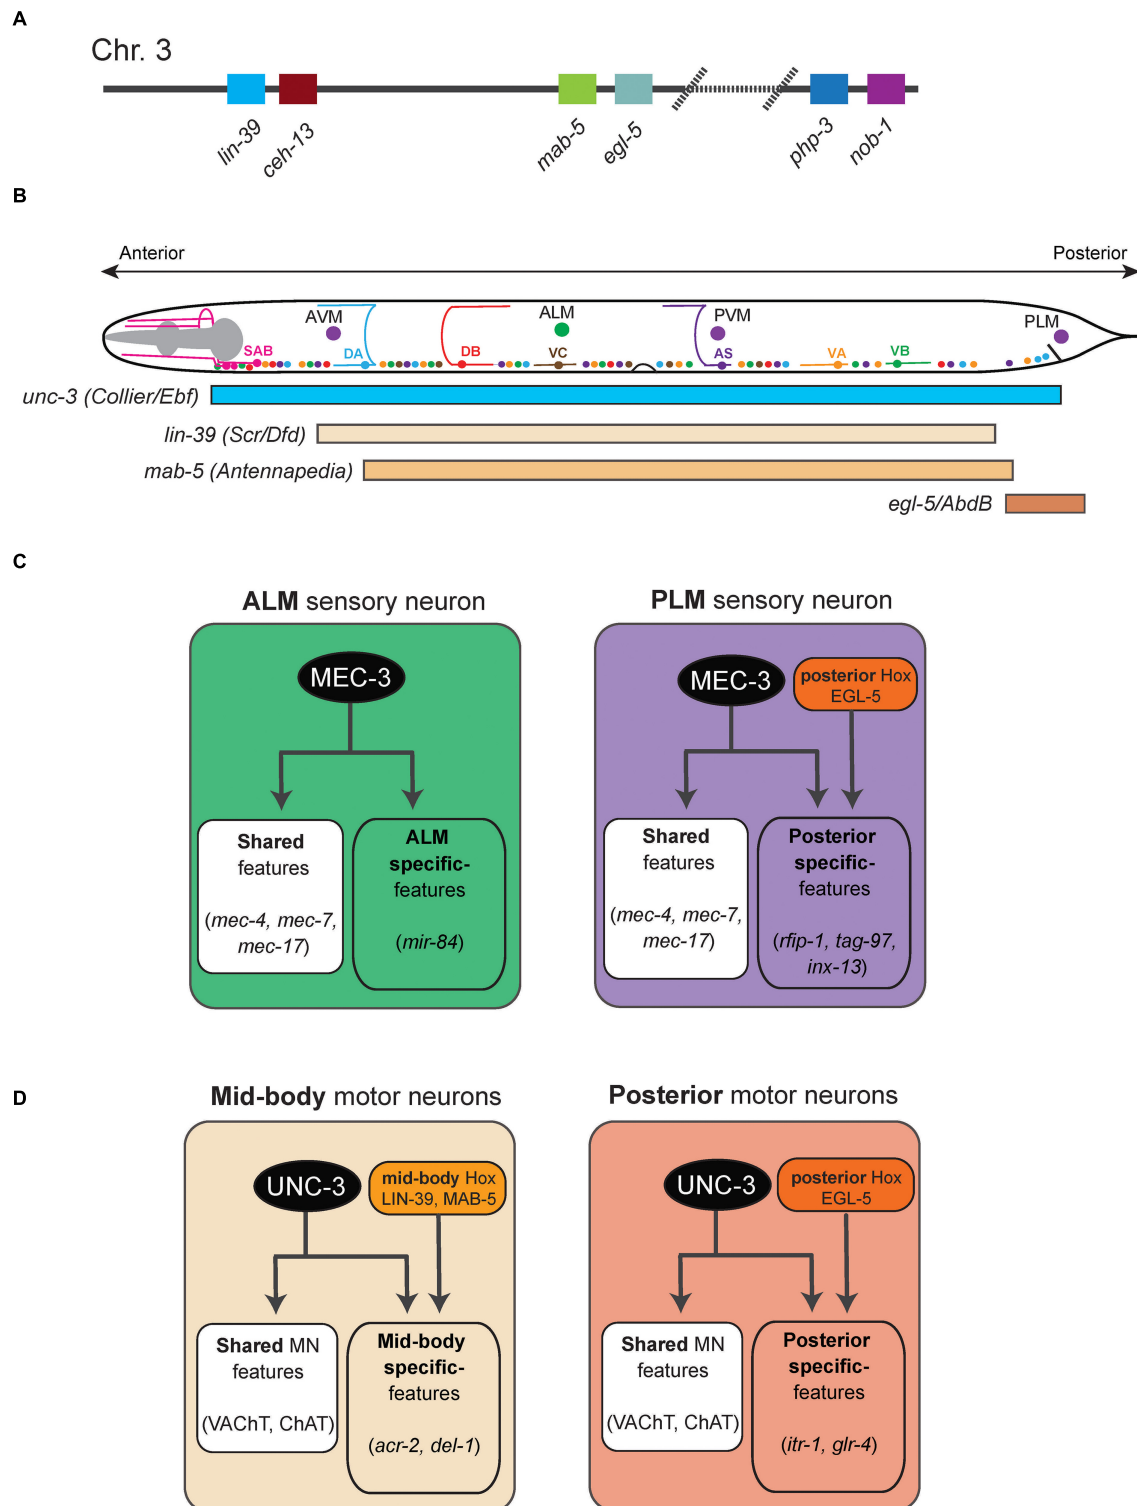 A
Chr. 3
lin-39
ceh-13
mab-5
egl-5
php-3
nob-1
B
Anterior
Posterior
AVM
ALM
PVM
PLM
SAB
DA
DB
VC
AS
VA
VB
unc-3 (Collier/Ebf)
lin-39 (Scr/Dfd)
mab-5 (Antennapedia)
egl-5/AbdB
C
ALM sensory neuron
MEC-3
Shared
features
(mec-4, mec-7,
mec-17)
ALM
specific-
features
(mir-84)
PLM sensory neuron
MEC-3
posterior Hox
EGL-5
Shared
features
(mec-4, mec-7,
mec-17)
Posterior
specific-
features
(rfip-1, tag-97,
inx-13)
D
Mid-body motor neurons
UNC-3
mid-body Hox
LIN-39, MAB-5
Shared MN
features
(VAChT, ChAT)
Mid-body
specific-
features
(acr-2, del-1)
Posterior motor neurons
UNC-3
posterior Hox
EGL-5
Shared MN
features
(VAChT, ChAT)
Posterior
specific-
features
(itr-1, glr-4)